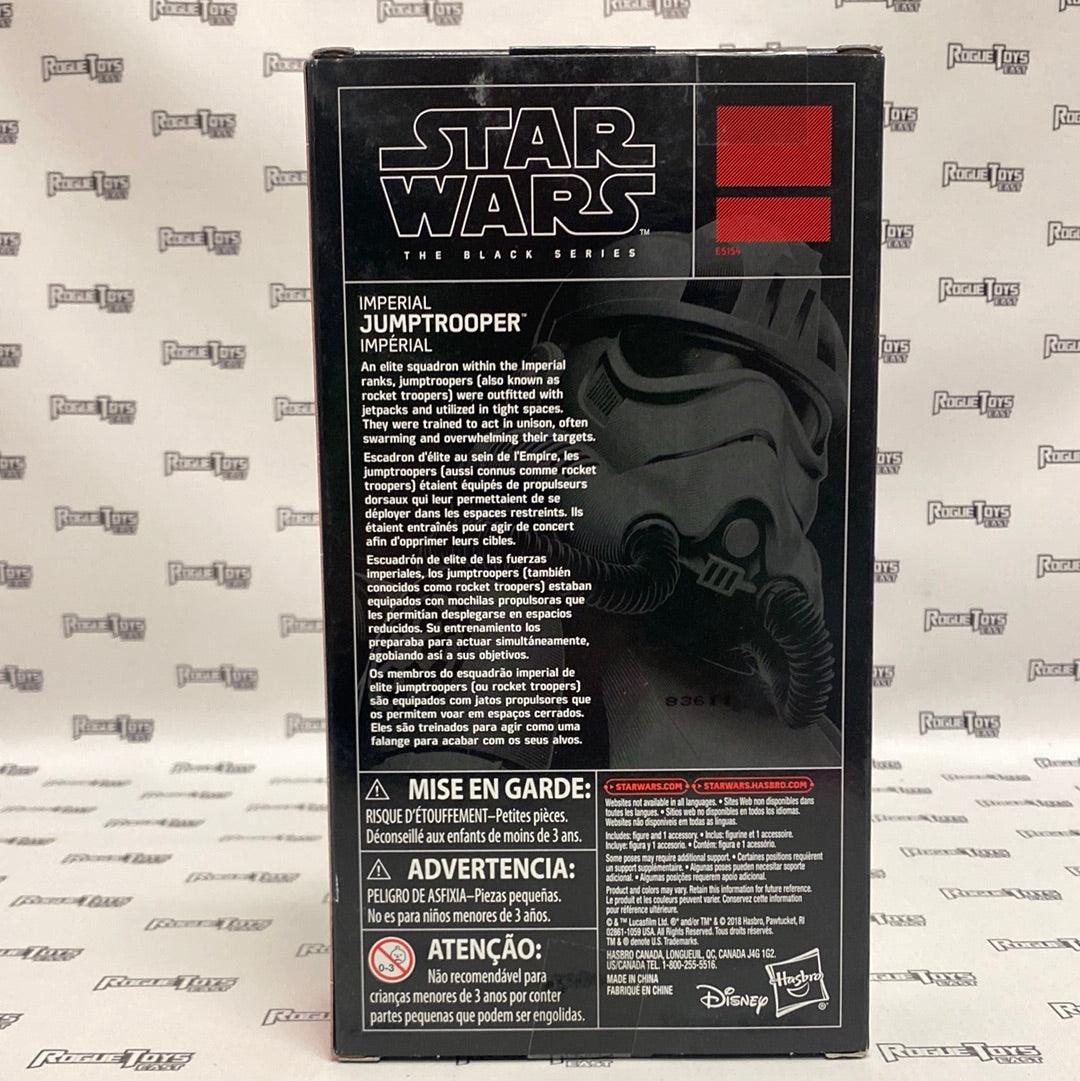 STAR
WARS™
THE BLACK SERIES
E5154
IMPERIAL
JUMPTROOPER™
IMPÉRIAL
An elite squadron within the Imperial
ranks, jumptroopers (also known as
rocket troopers) were outfitted with
jetpacks and utilized in tight spaces.
They were trained to act in unison, often
swarming and overwhelming their targets.
Escadron d'élite au sein de l'Empire, les
jumptroopers (aussi connus comme rocket
troopers) étaient équipés de propulseurs
dorsaux qui leur permettaient de se
déployer dans les espaces restreints. Ils
étaient entraînés pour agir de concert
afin d'opprimer leurs cibles.
Escuadrón de elite de las fuerzas
imperiales, los jumptroopers (también
conocidos como rocket troopers) estaban
equipados con mochilas propulsoras que
les permitían desplegarse en espacios
reducidos. Su entrenamiento los
preparaba para actuar simultáneamente,
agobiando así a sus objetivos.
Os membros do esquadrão imperial de
elite jumptroopers (ou rocket troopers)
são equipados com jatos propulsores que
os permitem voar em espaços cerrados.
Eles são treinados para agir como uma
falange para acabar com os seus alvos.
93611
MISE EN GARDE:
RISQUE D'ÉTOUFFEMENT–Petites pièces.
Déconseillé aux enfants de moins de 3 ans.
ADVERTENCIA:
PELIGRO DE ASFIXIA–Piezas pequeñas.
No es para niños menores de 3 años.
0-3
ATENÇÃO:
Não recomendável para
crianças menores de 3 anos por conter
partes pequenas que podem ser engolidas.
STARWARS.COM STARWARS.HASBRO.COM
Websites not available in all languages. • Sites Web non disponibles dans
toutes les langues. • Sitios web no disponibles en todos los idiomas.
Websites não disponíveis em todas as línguas.
Includes: figure and 1 accessory. • Inclus: figurine et 1 accessoire.
Incluye: figura y 1 accesorio. • Contém: figura e 1 acessório.
Some poses may require additional support. • Certaines positions requièrent
un support supplémentaire. • Algunas poses pueden necesitar soporte
adicional. • Algumas posições requerem apoio adicional.
Product and colors may vary. Retain this information for future reference.
Le produit et les couleurs peuvent varier. Conservez cette information
pour référence ultérieure.
© & ™ Lucasfilm Ltd. ®* and/or TM* & © 2018 Hasbro, Pawtucket, RI
02861-1059 USA. All Rights Reserved. Tous droits réservés.
TM & ® denote U.S. Trademarks.
HASBRO CANADA, LONGUEUIL, QC, CANADA J4G 1G2.
US/CANADA TEL. 1-800-255-5516.
MADE IN CHINA
FABRIQUÉ EN CHINE
Disney
Hasbro®
ROGUE TOYS
EAST